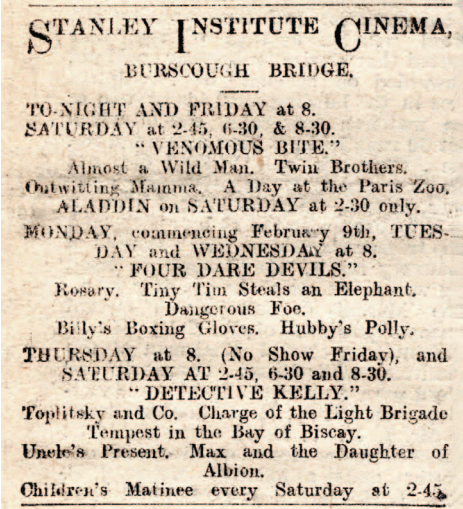 STANLEY INSTITUTE CINEMA,
BURSCOUGH BRIDGE.
TO-NIGHT AND FRIDAY at 8.
SATURDAY at 2-45, 6-30, & 8-30.
"VENOMOUS BITE."
Almost a Wild Man. Twin Brothers.
Outwitting Mamma. A Day at the Paris Zoo.
ALADDIN on SATURDAY at 2-30 only.
MONDAY, commencing February 9th, TUES-
DAY and WEDNESDAY at 8.
"FOUR DARE DEVILS."
Rosary. Tiny Tim Steals an Elephant.
Dangerous Foe.
Billy's Boxing Gloves. Hubby's Polly.
THURSDAY at 8. (No Show Friday), and
SATURDAY AT 2-45, 6-30 and 8-30.
"DETECTIVE KELLY."
Toplitsky and Co. Charge of the Light Brigade
Tempest in the Bay of Biscay.
Uncle's Present. Max and the Daughter of
Albion.
Children's Matinee every Saturday at 2-45.